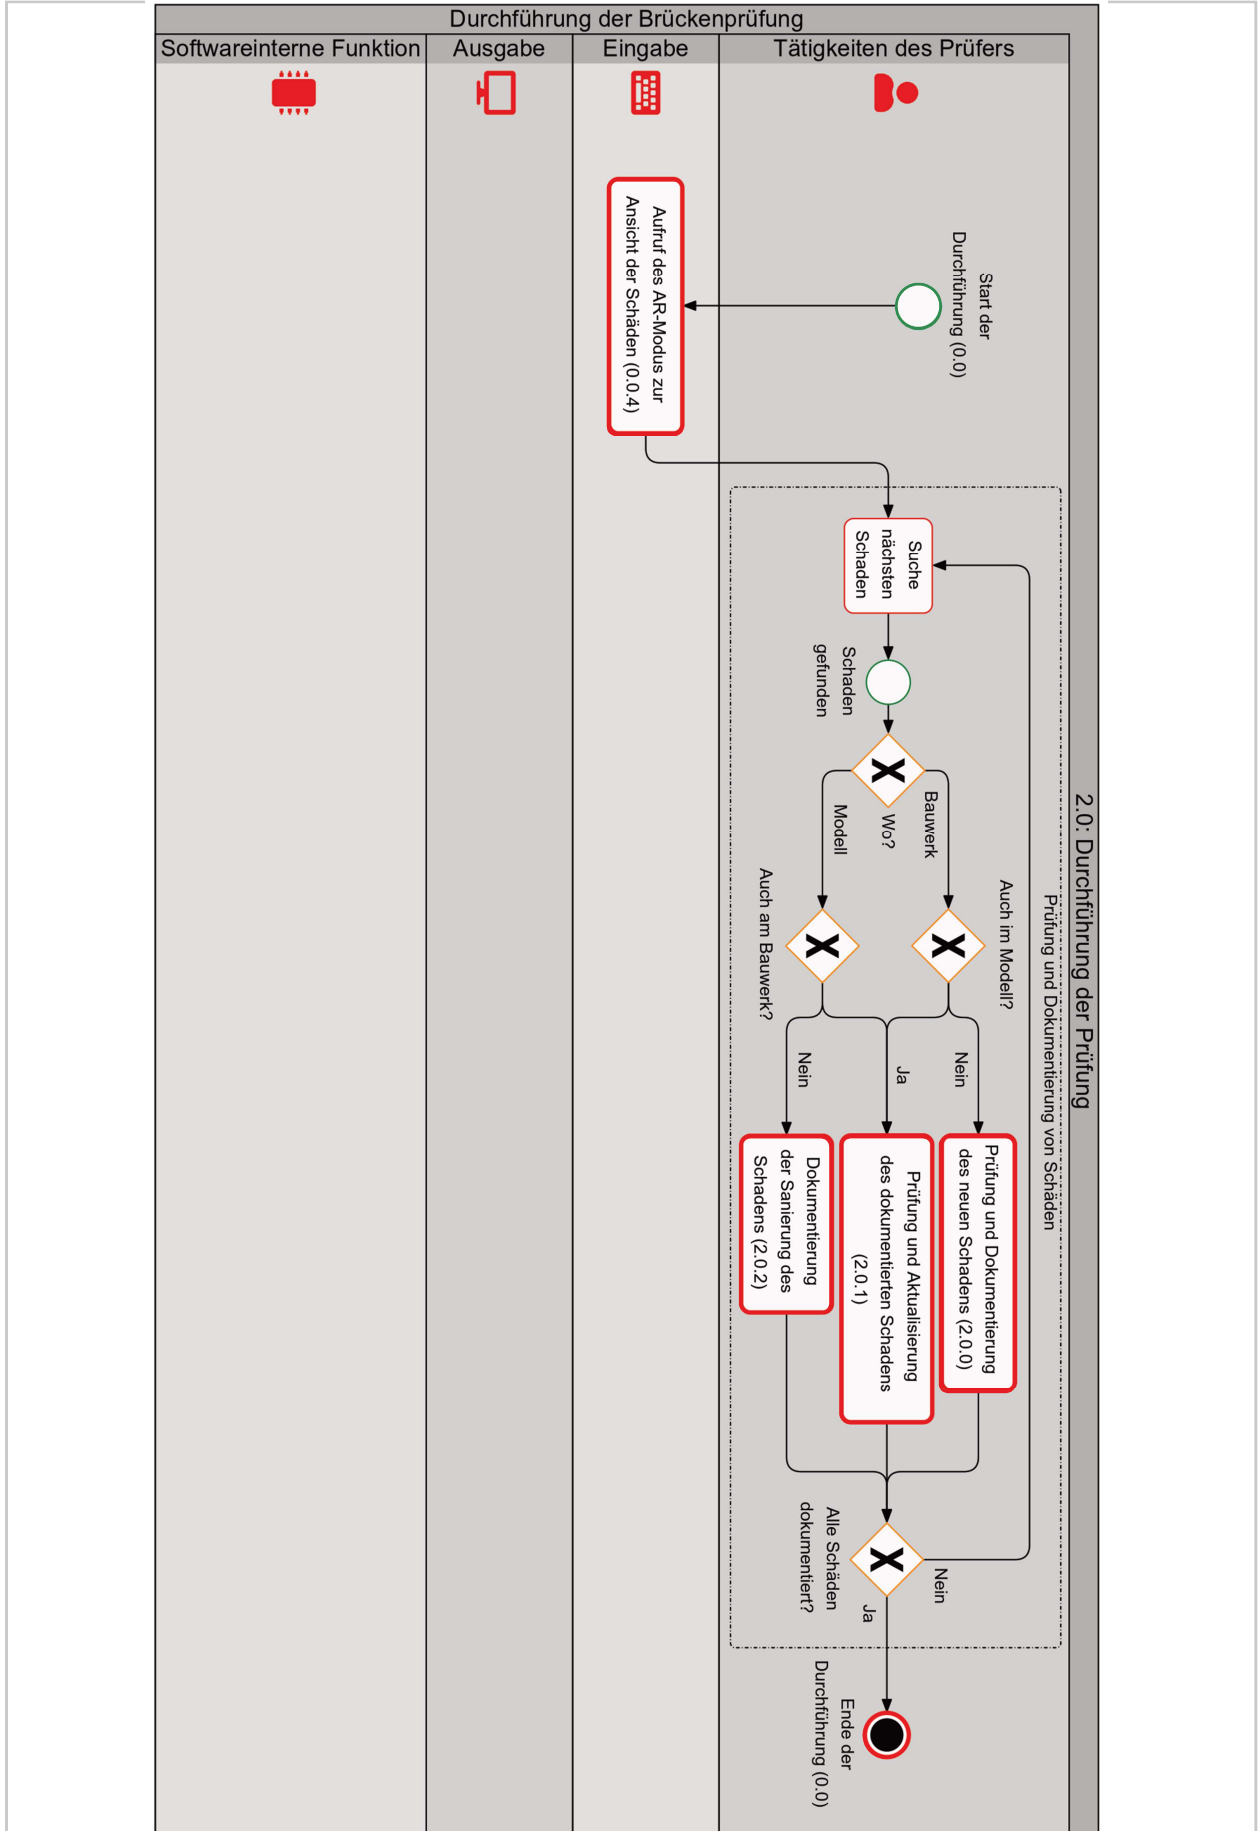 Durchführung der Brückenprüfung
Softwareinterne Funktion
Ausgabe
Eingabe
Tätigkeiten des Prüfers
2.0: Durchführung der Prüfung
Start der
Durchführung (0.0)
Aufruf des AR-Modus zur
Ansicht der Schäden (0.0.4)
Prüfung und Dokumentierung von Schäden
Suche
nächsten
Schaden
Schaden
gefunden
X
Wo?
Bauwerk
Modell
Auch im Modell?
X
Auch am Bauwerk?
X
Nein
Ja
Nein
Prüfung und Dokumentierung
des neuen Schadens (2.0.0)
Prüfung und Aktualisierung
des dokumentierten Schadens
(2.0.1)
Dokumentierung
der Sanierung des
Schadens (2.0.2)
X
Alle Schäden
dokumentiert?
Nein
Ja
Ende der
Durchführung (0.0)